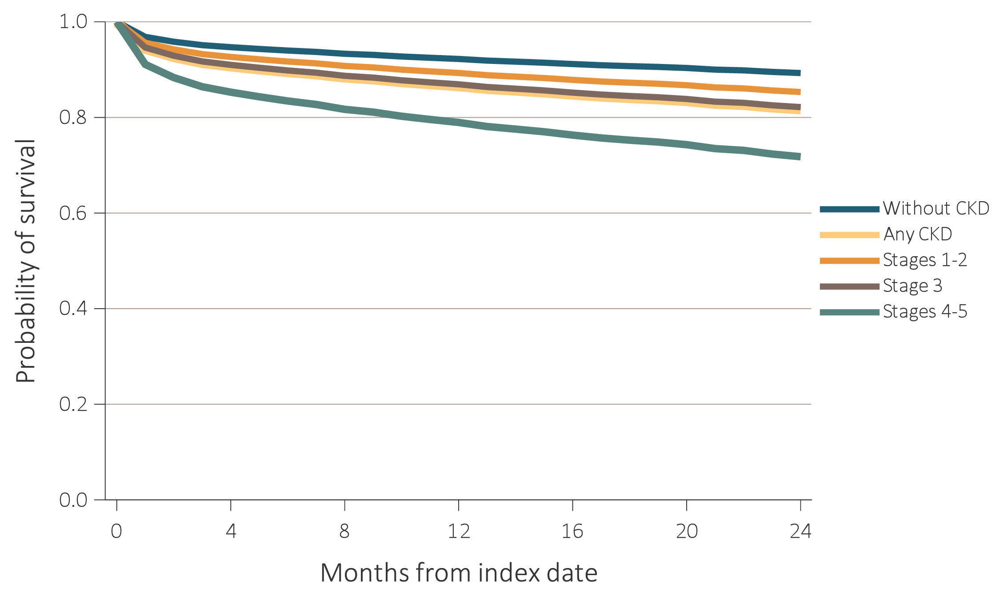 1.0
0.8
0.6
0.4
0.2
0.0
Probability of survival
0 4 8 12 16 20 24
Months from index date
Without CKD
Any CKD
Stages 1-2
Stage 3
Stages 4-5